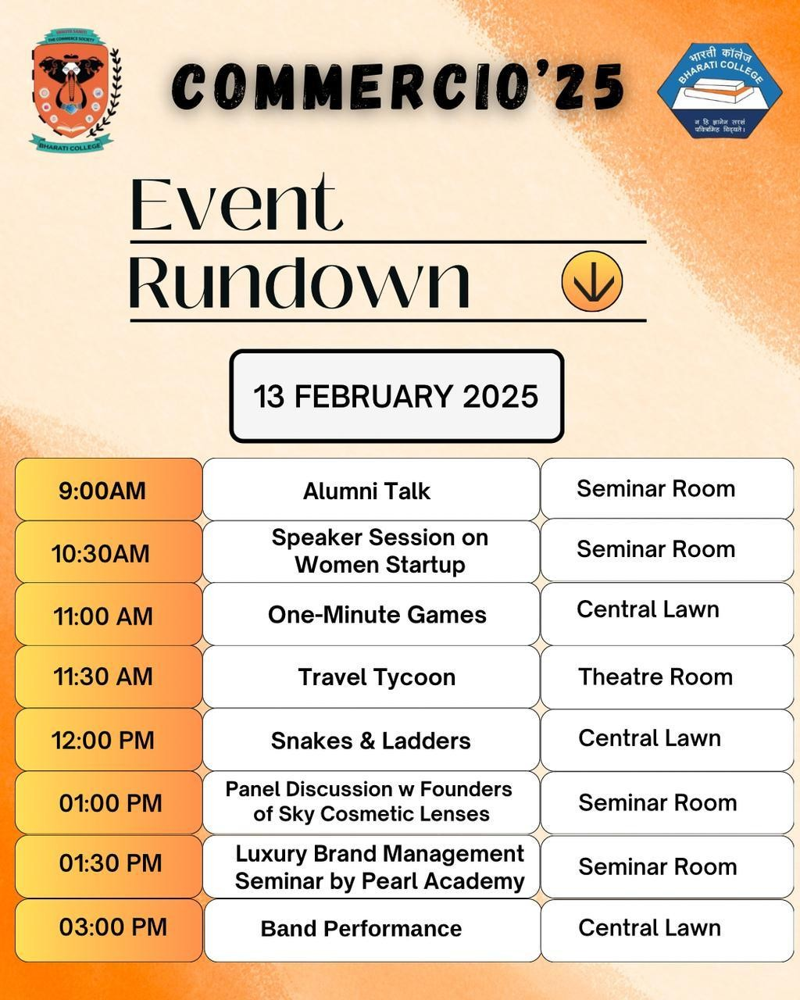 VANIJYA SAMITI
THE COMMERCE SOCIETY
BHARATI COLLEGE
COMMERCIO'25
भारती कॉलेज
BHARATI COLLEGE
न हि ज्ञानेन सदृशं
पवित्रमिह विद्यते।
Event
Rundown
13 FEBRUARY 2025
9:00AM Alumni Talk Seminar Room
10:30AM Speaker Session on Women Startup Seminar Room
11:00 AM One-Minute Games Central Lawn
11:30 AM Travel Tycoon Theatre Room
12:00 PM Snakes & Ladders Central Lawn
01:00 PM Panel Discussion w Founders of Sky Cosmetic Lenses Seminar Room
01:30 PM Luxury Brand Management Seminar by Pearl Academy Seminar Room
03:00 PM Band Performance Central Lawn